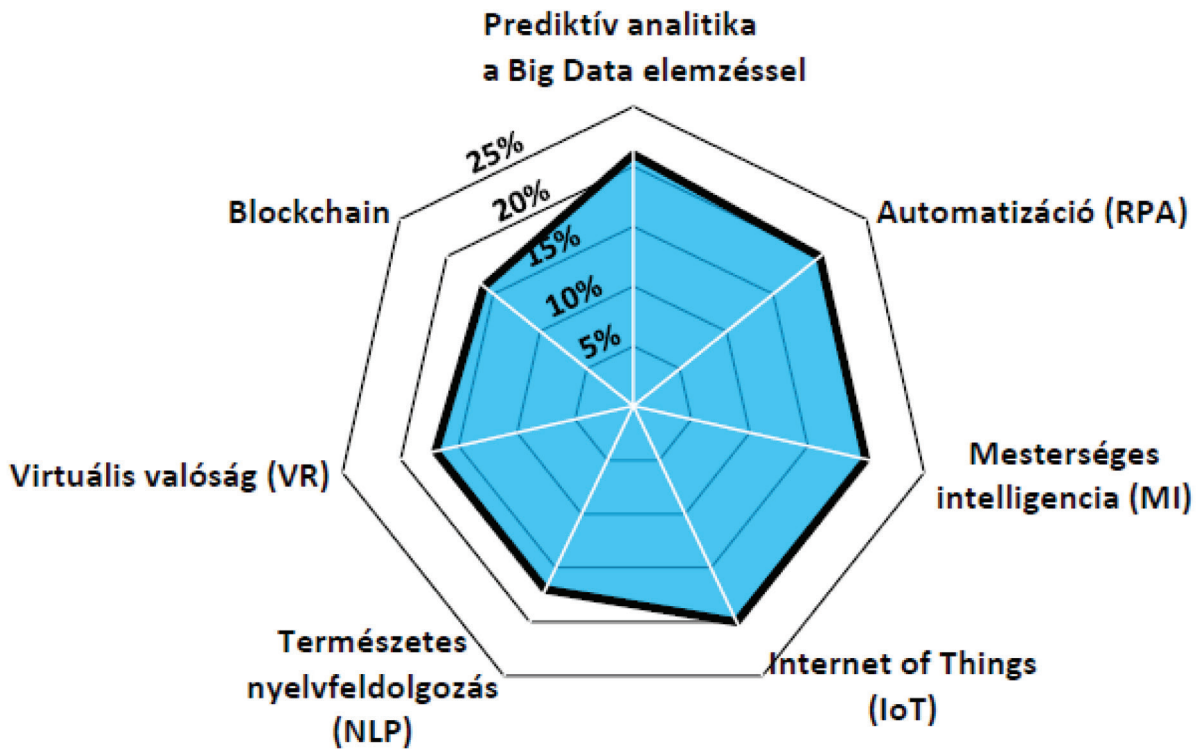 Prediktív analitika
a Big Data elemzéssel
25%
20%
15%
10%
5%
Blockchain
Automatizáció (RPA)
Virtuális valóság (VR)
Mesterséges
intelligencia (MI)
Természetes
nyelvfeldolgozás
(NLP)
Internet of Things
(IoT)